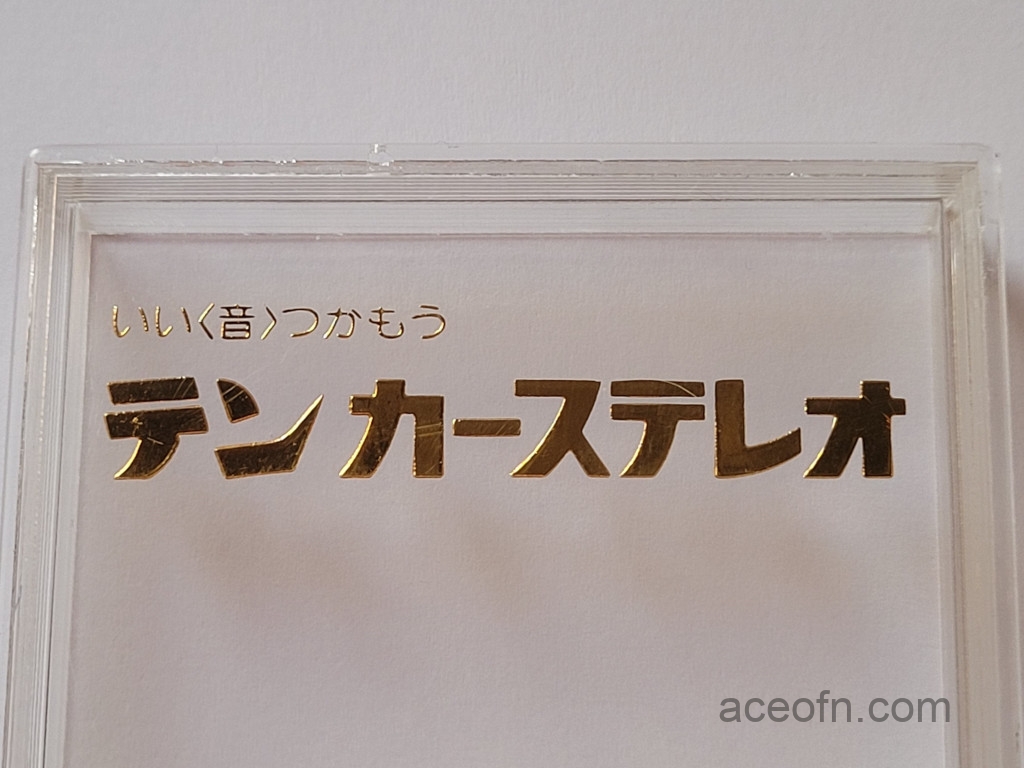 いい〈音〉つかもう
テン カーステレオ
aceofn.com